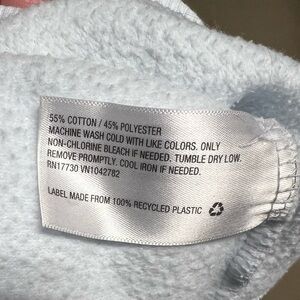 55% COTTON / 45% POLYESTER
MACHINE WASH COLD WITH LIKE COLORS. ONLY
NON-CHLORINE BLEACH IF NEEDED. TUMBLE DRY LOW.
REMOVE PROMPTLY. COOL IRON IF NEEDED.
RN17730 VN1042782
LABEL MADE FROM 100% RECYCLED PLASTIC